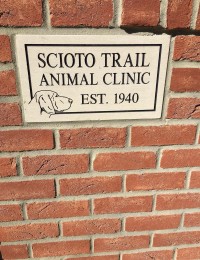 SCIOTO TRAIL
ANIMAL CLINIC
EST. 1940